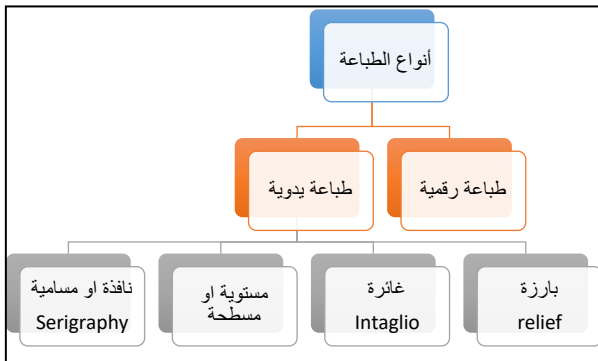 أنواع الطباعة
طباعة رقمية
طباعة يدوية
بارزة
relief
غائرة
Intaglio
مستوية او
مسطحة
نافذة او مسامية
Serigraphy